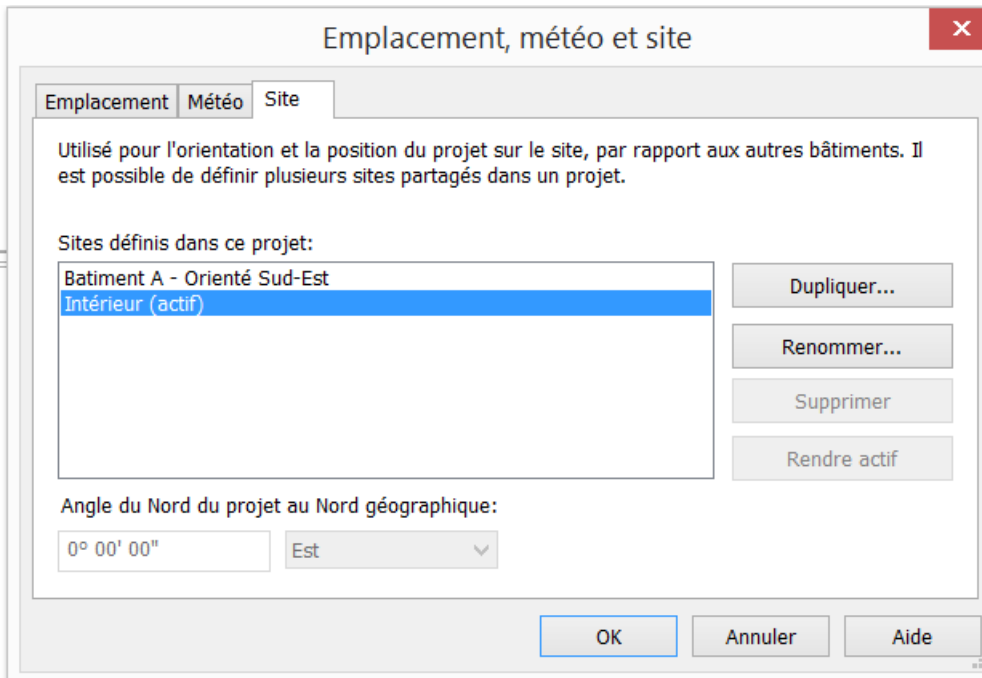 Emplacement, météo et site
Emplacement
Météo
Site
Utilisé pour l'orientation et la position du projet sur le site, par rapport aux autres bâtiments. Il
est possible de définir plusieurs sites partagés dans un projet.
Sites définis dans ce projet:
Batiment A - Orienté Sud-Est
Intérieur (actif)
Dupliquer...
Renommer...
Supprimer
Rendre actif
Angle du Nord du projet au Nord géographique:
0° 00' 00"
Est
OK
Annuler
Aide